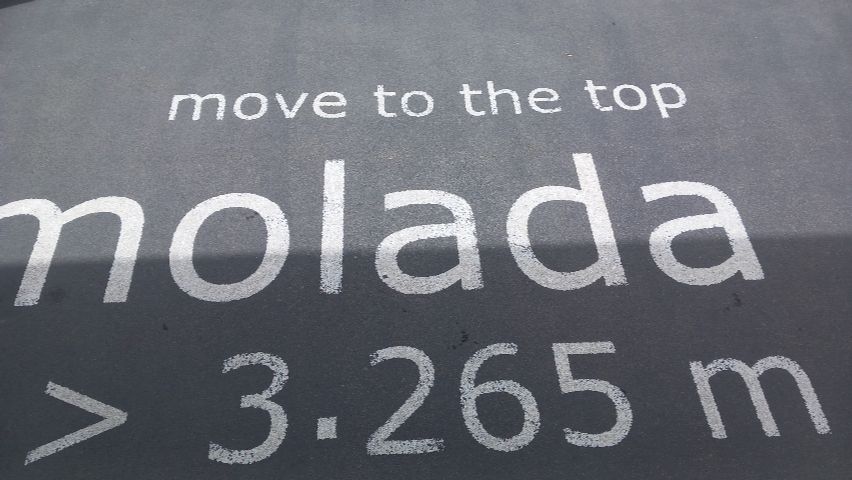 move to the top
molada
> 3.265 m